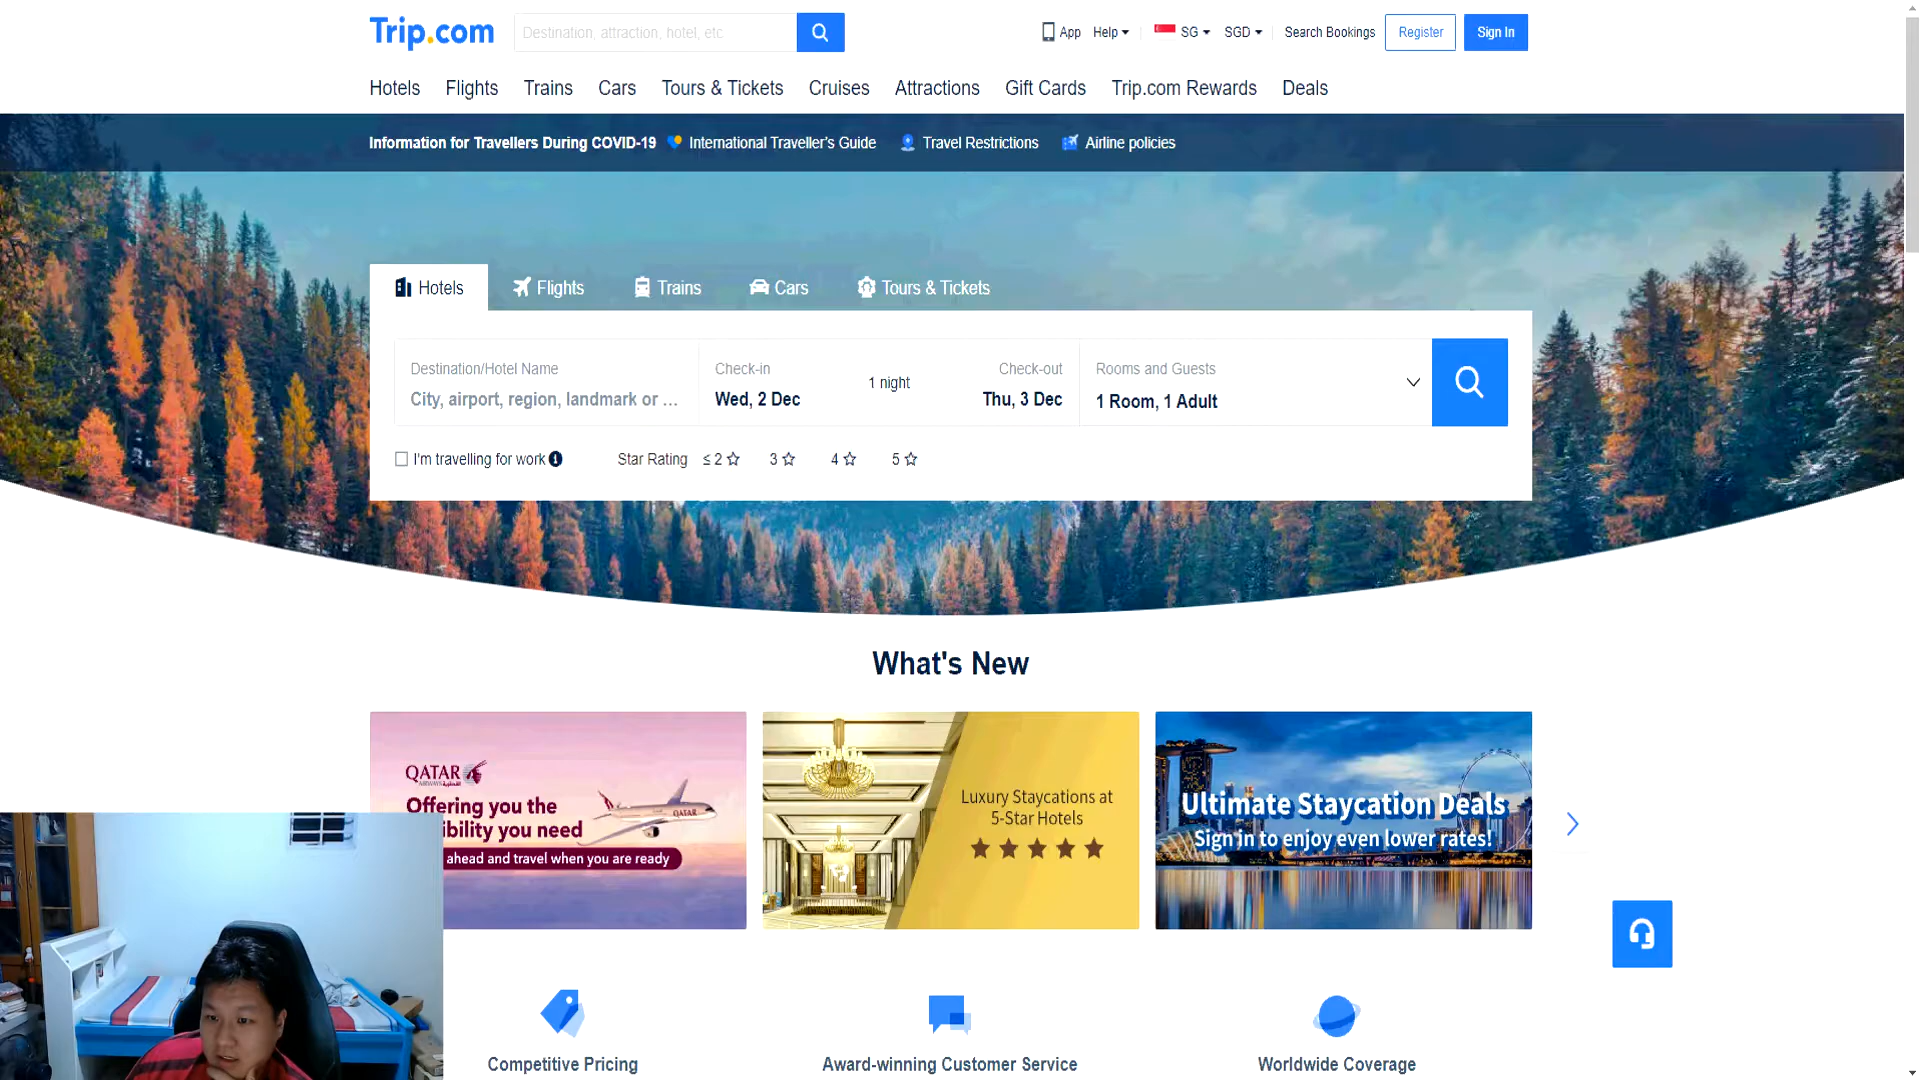 Trip.com
Destination, attraction, hotel, etc
App
Help
SG
SGD
Search Bookings
Register
Sign In
Hotels
Flights
Trains
Cars
Tours & Tickets
Cruises
Attractions
Gift Cards
Trip.com Rewards
Deals
Information for Travellers During COVID-19
International Traveller's Guide
Travel Restrictions
Airline policies
Hotels
Flights
Trains
Cars
Tours & Tickets
Destination/Hotel Name
City, airport, region, landmark or ...
Check-in
Wed, 2 Dec
1 night
Check-out
Thu, 3 Dec
Rooms and Guests
1 Room, 1 Adult
I'm travelling for work
Star Rating
≤ 2
3
4
5
What's New
QATAR
Offering you the
ibility you need
ahead and travel when you are ready
QATAR
Luxury Staycations at
5-Star Hotels
Ultimate Staycation Deals
Sign in to enjoy even lower rates!
Competitive Pricing
Award-winning Customer Service
Worldwide Coverage